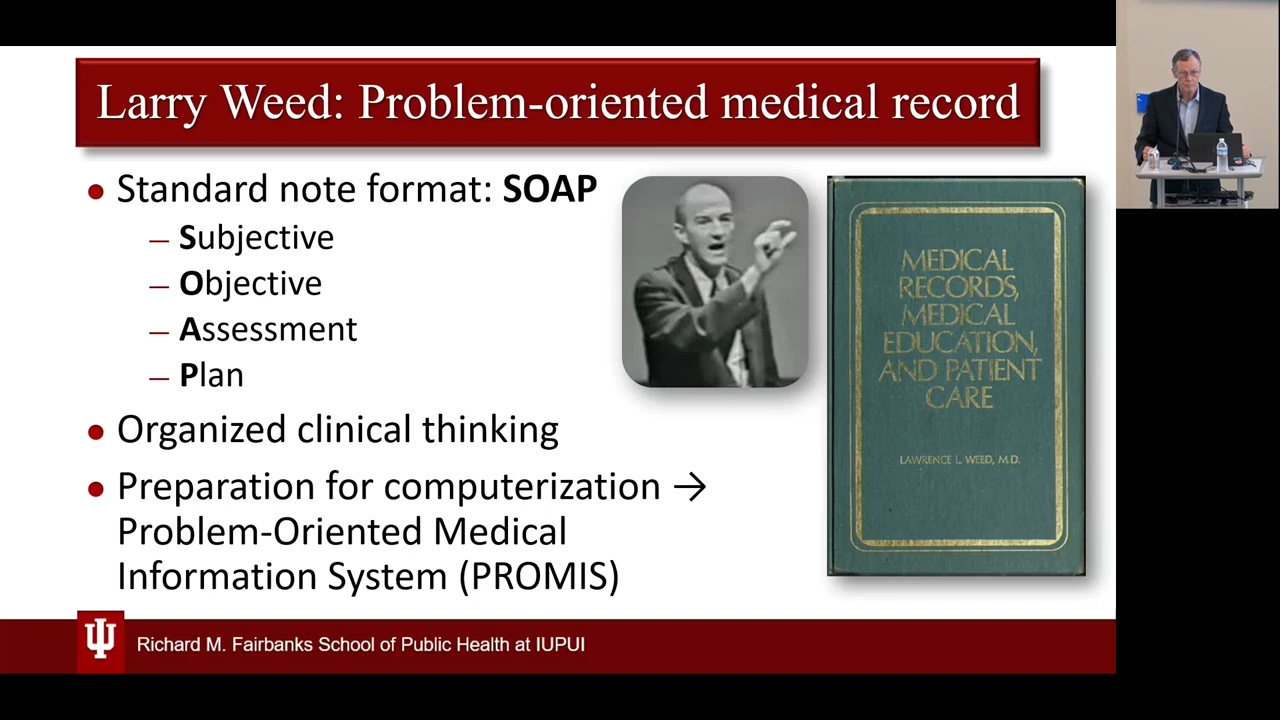 Larry Weed: Problem-oriented medical record
• Standard note format: SOAP
– Subjective
– Objective
– Assessment
– Plan
• Organized clinical thinking
• Preparation for computerization →
Problem-Oriented Medical
Information System (PROMIS)
MEDICAL
RECORDS,
MEDICAL
EDUCATION,
AND PATIENT
CARE
LAWRENCE L. WEED, M.D.
Richard M. Fairbanks School of Public Health at IUPUI